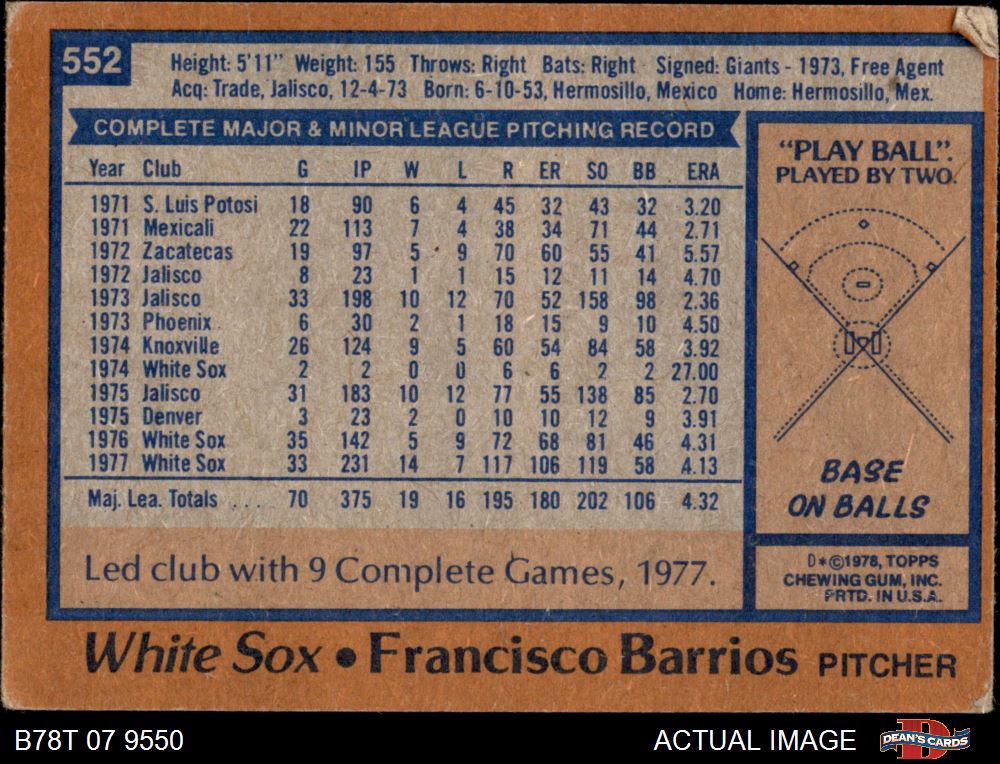 552
Height: 5'11" Weight: 155 Throws: Right Bats: Right Signed: Giants - 1973, Free Agent
Acq: Trade, Jalisco, 12-4-73 Born: 6-10-53, Hermosillo, Mexico Home: Hermosillo, Mex.
COMPLETE MAJOR & MINOR LEAGUE PITCHING RECORD
Year Club G IP W L R ER SO BB ERA
1971 S. Luis Potosi 18 90 6 4 45 32 43 32 3.20
1971 Mexicali 22 113 7 4 38 34 71 44 2.71
1972 Zacatecas 19 97 5 9 70 60 55 41 5.57
1972 Jalisco 8 23 1 1 15 12 11 14 4.70
1973 Jalisco 33 198 10 12 70 52 158 98 2.36
1973 Phoenix 6 30 2 1 18 15 9 10 4.50
1974 Knoxville 26 124 9 5 60 54 84 58 3.92
1974 White Sox 2 2 0 0 6 6 2 2 27.00
1975 Jalisco 31 183 10 12 77 55 138 85 2.70
1975 Denver 3 23 2 0 10 10 12 9 3.91
1976 White Sox 35 142 5 9 72 68 81 46 4.31
1977 White Sox 33 231 14 7 117 106 119 58 4.13
Maj. Lea. Totals . . . . 70 375 19 16 195 180 202 106 4.32
Led club with 9 Complete Games, 1977.
"PLAY BALL".
PLAYED BY TWO.
BASE
ON BALLS
D*©1978, TOPPS
CHEWING GUM, INC.
PRTD. IN U.S.A.
White Sox • Francisco Barrios PITCHER
B78T 07 9550
ACTUAL IMAGE
D
DEAN'S CARDS